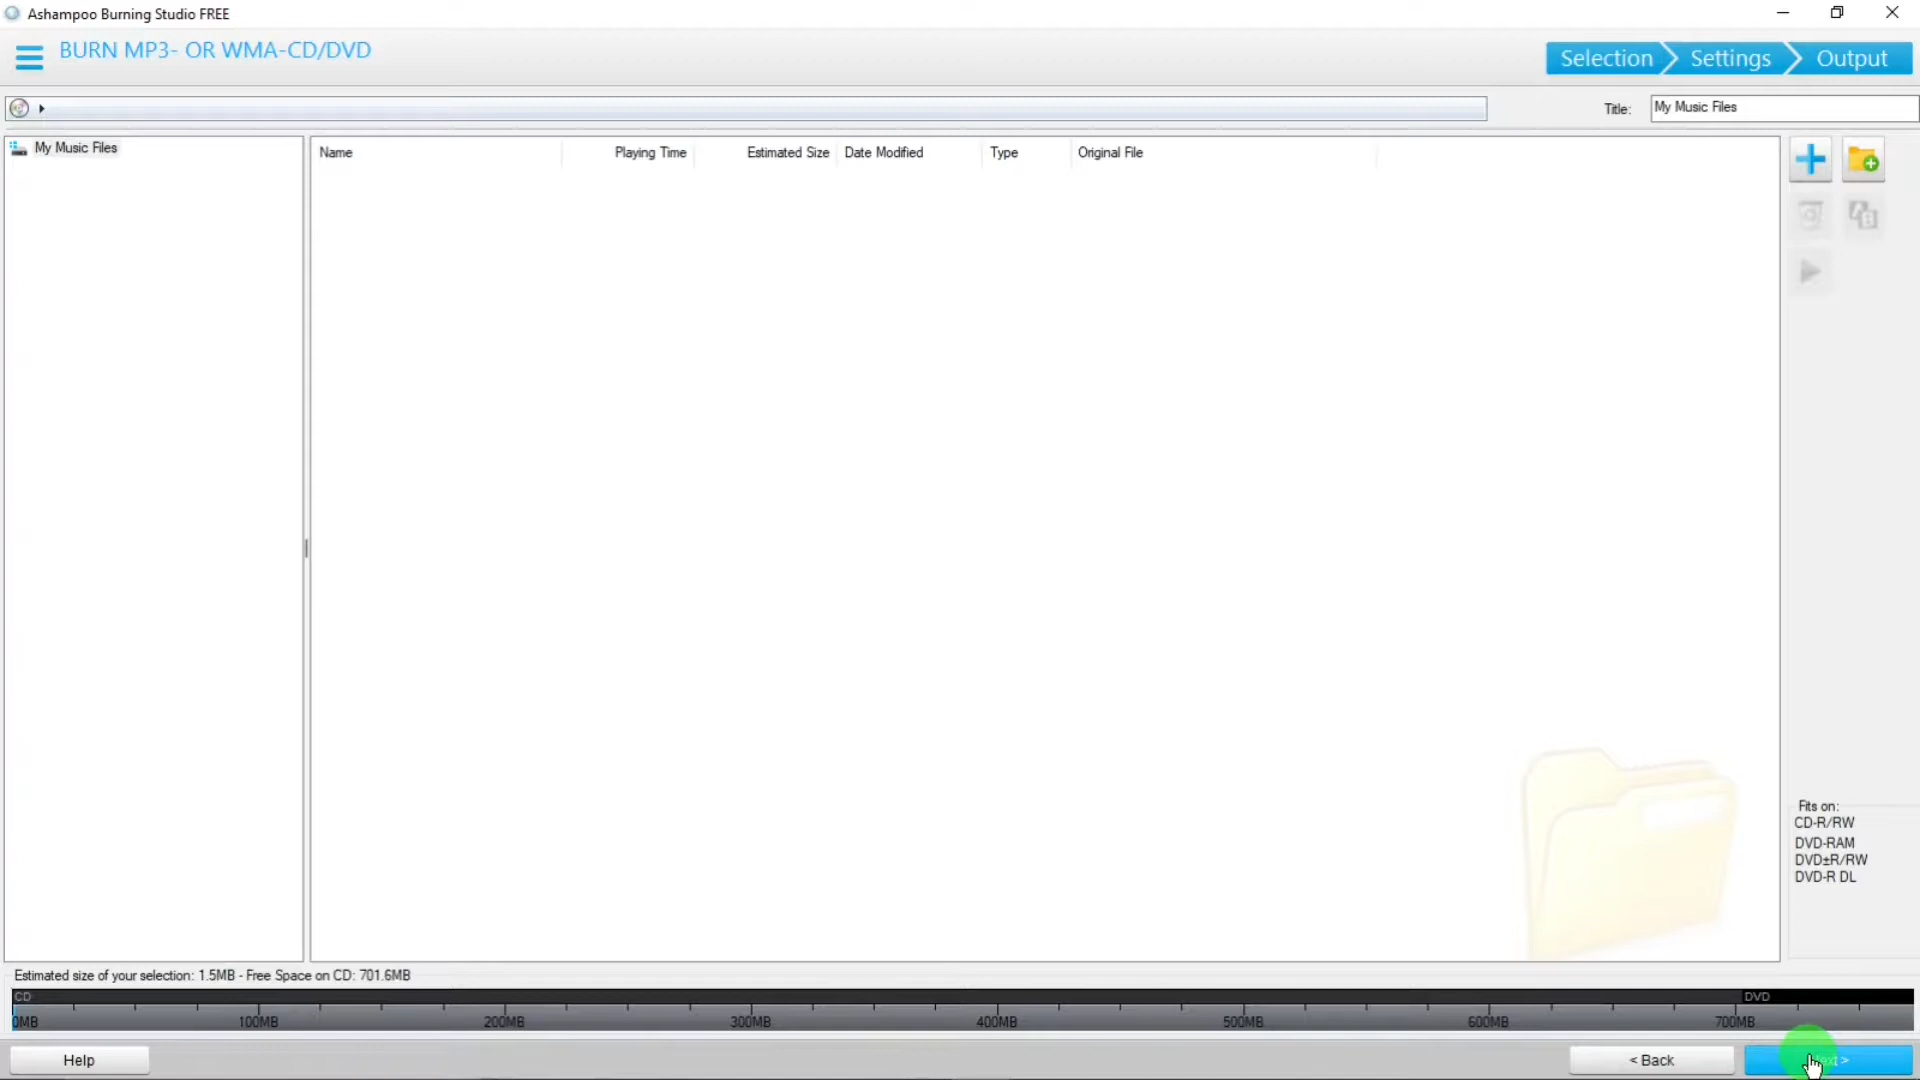 Ashampoo Burning Studio FREE
BURN MP3- OR WMA-CD/DVD
Selection Settings Output
Title: My Music Files
My Music Files
Name Playing Time Estimated Size Date Modified Type Original File
Fits on:
CD-R/RW
DVD-RAM
DVD±R/RW
DVD-R DL
Estimated size of your selection: 1.5MB - Free Space on CD: 701.6MB
CD DVD
0MB 100MB 200MB 300MB 400MB 500MB 600MB 700MB
Help < Back